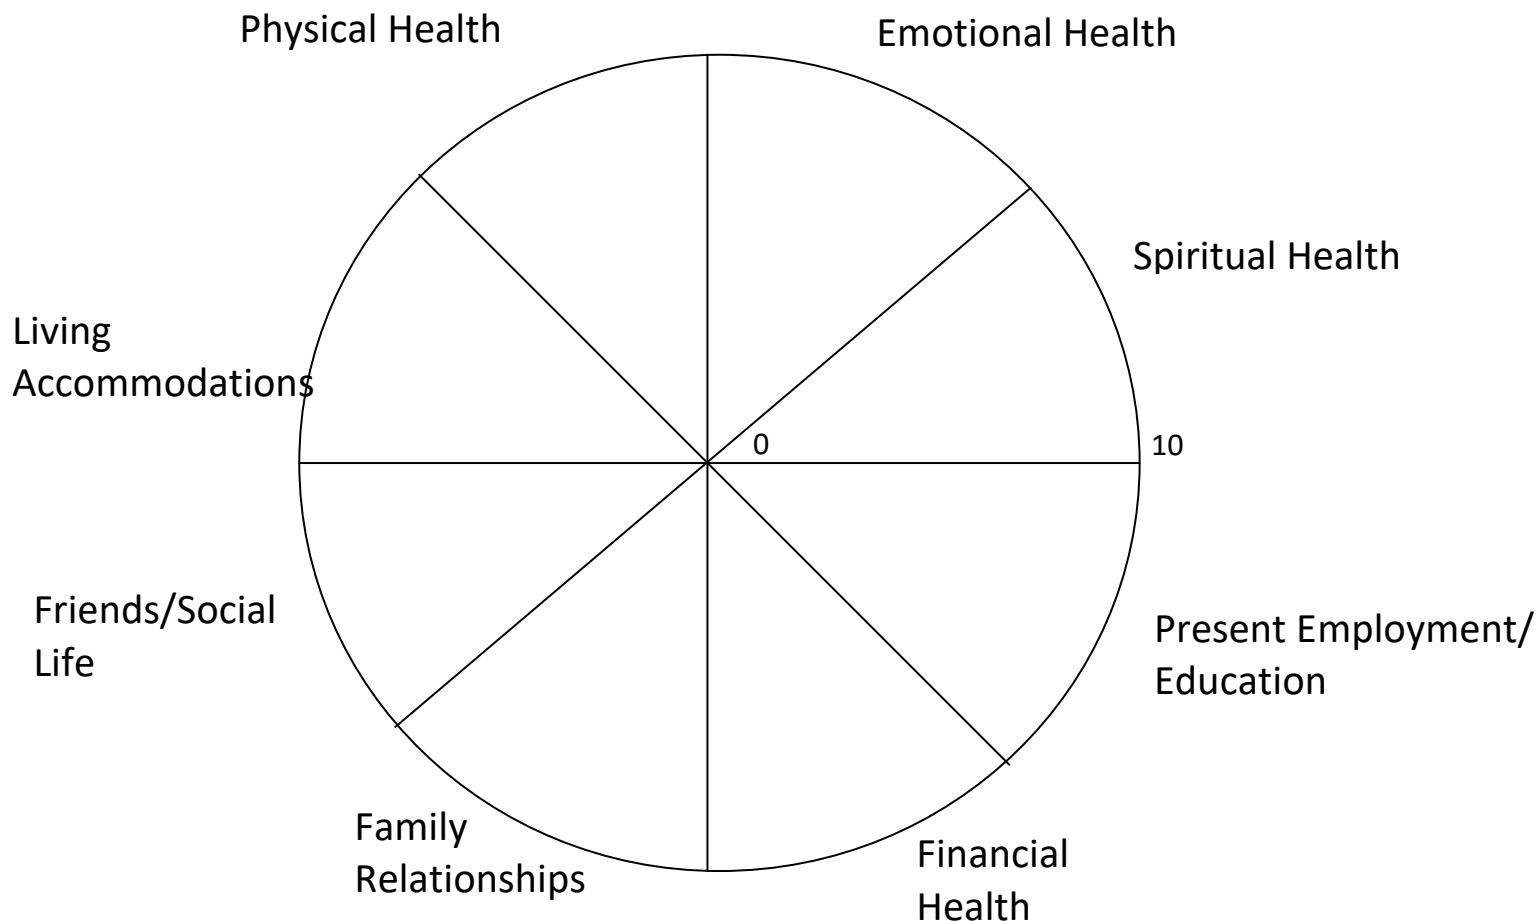 Physical Health
Emotional Health
Spiritual Health
Living
Accommodations
0
10
Friends/Social
Life
Present Employment/
Education
Family
Relationships
Financial
Health